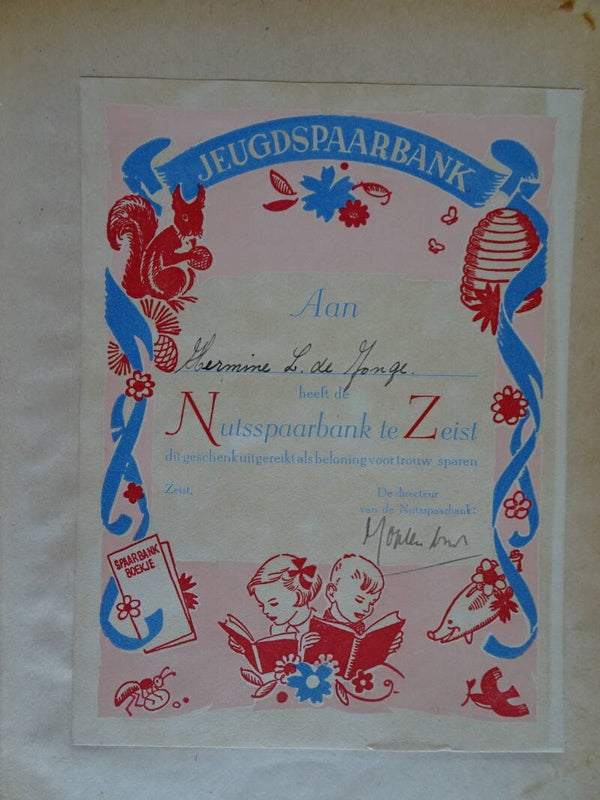 JEUGDSPAARBANK
Aan
Hermine L. de Jonge.
heeft de
Nutsspaarbank te Zeist
dit geschenk uitgereikt als beloning voor trouw sparen
Zeist,
De directeur
van de Nutsspaarbank:
SPAARBANK
BOEKJE